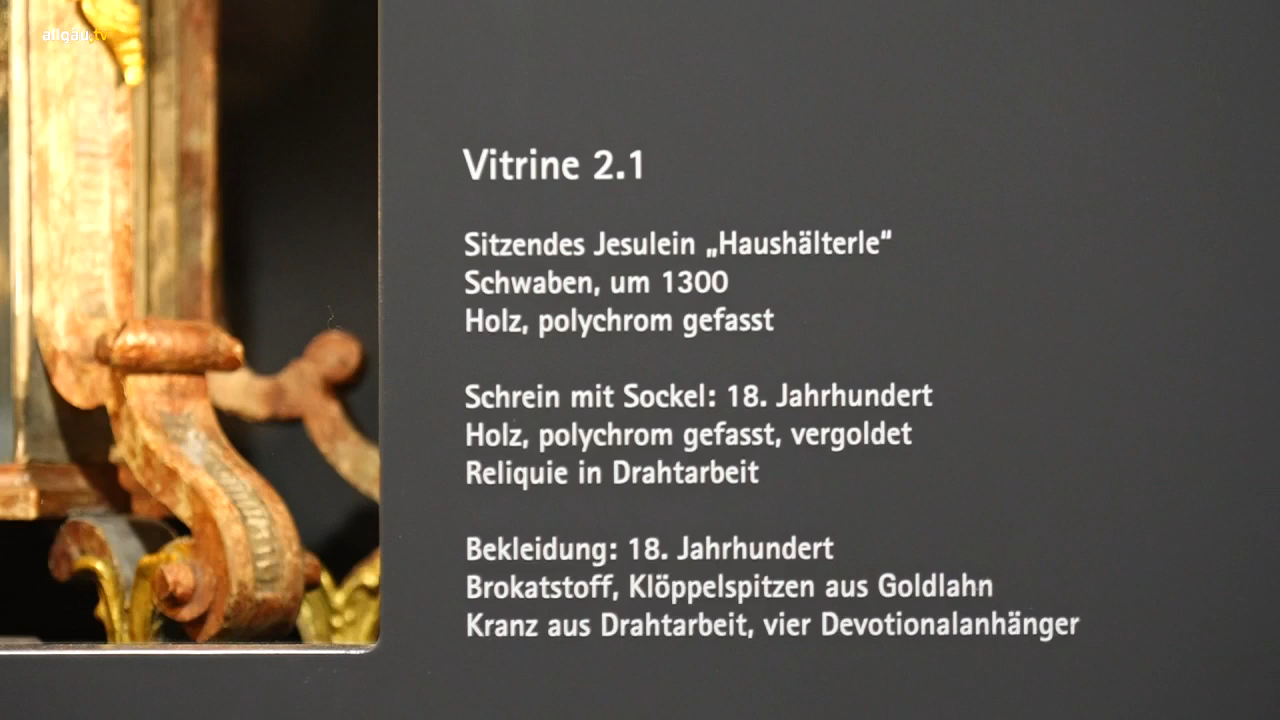 allgäu.tv
Vitrine 2.1
Sitzendes Jesulein „Haushälterle“
Schwaben, um 1300
Holz, polychrom gefasst
Schrein mit Sockel: 18. Jahrhundert
Holz, polychrom gefasst, vergoldet
Reliquie in Drahtarbeit
Bekleidung: 18. Jahrhundert
Brokatstoff, Klöppelspitzen aus Goldlahn
Kranz aus Drahtarbeit, vier Devotionalanhänger